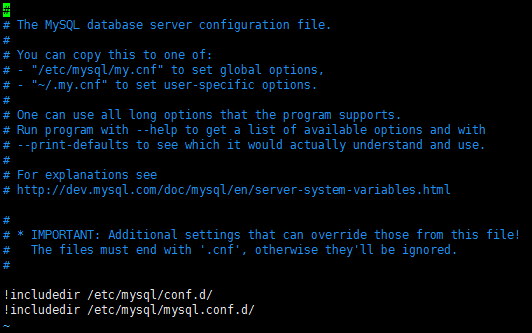 #
# The MySQL database server configuration file.
#
# You can copy this to one of:
# - "/etc/mysql/my.cnf" to set global options,
# - "~/.my.cnf" to set user-specific options.
#
# One can use all long options that the program supports.
# Run program with --help to get a list of available options and with
# --print-defaults to see which it would actually understand and use.
#
# For explanations see
# http://dev.mysql.com/doc/mysql/en/server-system-variables.html
#
# * IMPORTANT: Additional settings that can override those from this file!
#   The files must end with '.cnf', otherwise they'll be ignored.
#
!includedir /etc/mysql/conf.d/
!includedir /etc/mysql/mysql.conf.d/
~